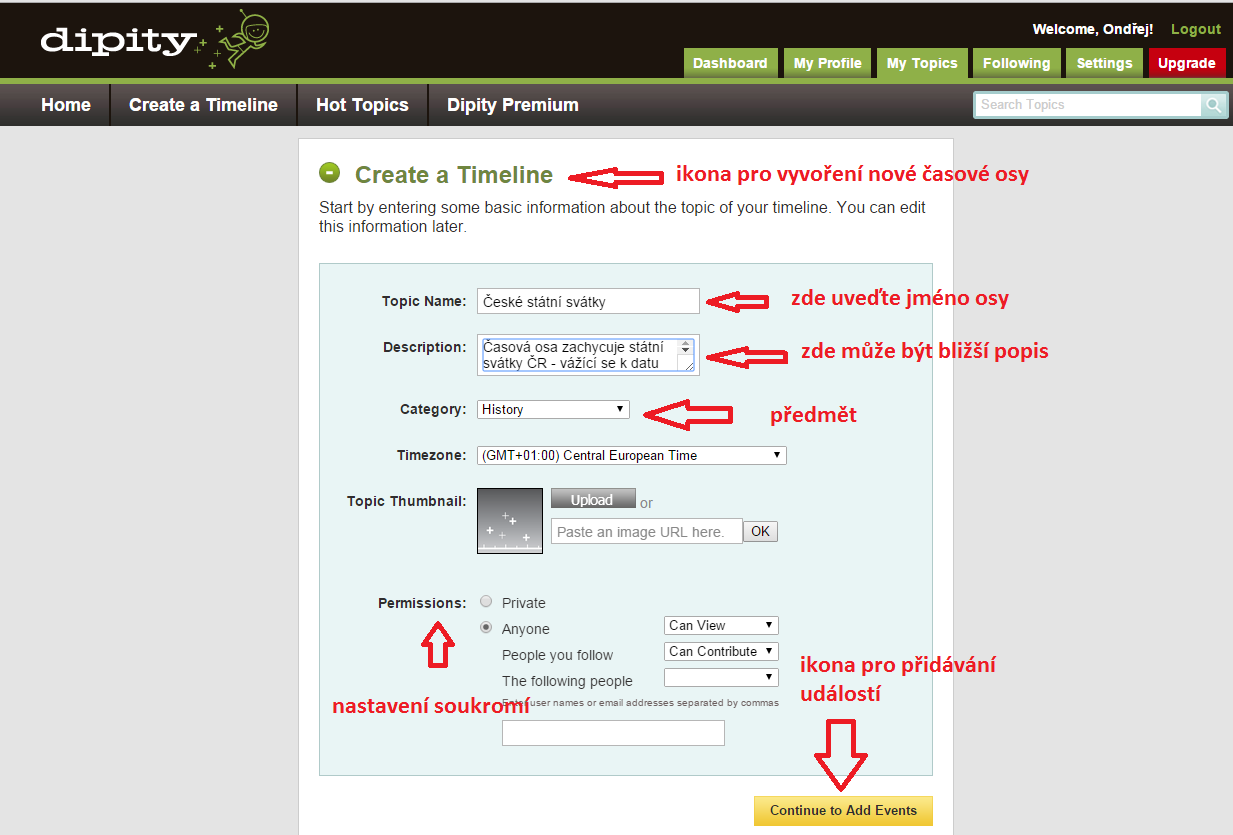 dipity
Welcome, Ondřej! Logout
Dashboard My Profile My Topics Following Settings Upgrade
Home Create a Timeline Hot Topics Dipity Premium Search Topics
Create a Timeline ikona pro vyvoření nové časové osy
Start by entering some basic information about the topic of your timeline. You can edit
this information later.
Topic Name: České státní svátky zde uveďte jméno osy
Description: Časová osa zachycuje státní
svátky ČR - vážící se k datu zde může být bližší popis
Category: History předmět
Timezone: (GMT+01:00) Central European Time
Topic Thumbnail: Upload or
Paste an image URL here. OK
Permissions: Private
Anyone Can View
People you follow Can Contribute
The following people
ikona pro přidávání
událostí
nastavení soukromí
Enter user names or email addresses separated by commas
Continue to Add Events